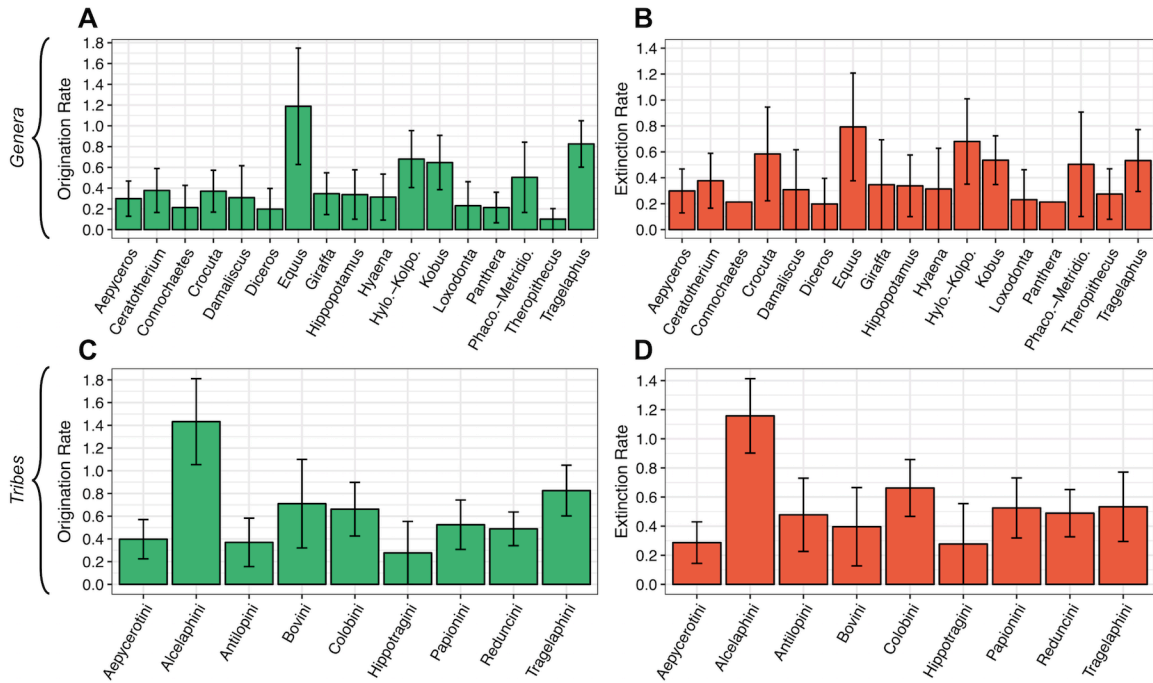 A
Genera
Origination Rate
1.8
1.6
1.4
1.2
1.0
0.8
0.6
0.4
0.2
0.0
Aepyceros
Ceratotherium
Connochaetes
Crocuta
Damaliscus
Diceros
Equus
Giraffa
Hippopotamus
Hyaena
Hylo.-Kolpo.
Kobus
Loxodonta
Panthera
Phaco.-Metridio.
Theropithecus
Tragelaphus
B
Extinction Rate
1.4
1.2
1.0
0.8
0.6
0.4
0.2
0.0
Aepyceros
Ceratotherium
Connochaetes
Crocuta
Damaliscus
Diceros
Equus
Giraffa
Hippopotamus
Hyaena
Hylo.-Kolpo.
Kobus
Loxodonta
Panthera
Phaco.-Metridio.
Theropithecus
Tragelaphus
C
Tribes
Origination Rate
1.8
1.6
1.4
1.2
1.0
0.8
0.6
0.4
0.2
0.0
Aepycerotini
Alcelaphini
Antilopini
Bovini
Colobini
Hippotragini
Papionini
Reduncini
Tragelaphini
D
Extinction Rate
1.4
1.2
1.0
0.8
0.6
0.4
0.2
0.0
Aepycerotini
Alcelaphini
Antilopini
Bovini
Colobini
Hippotragini
Papionini
Reduncini
Tragelaphini